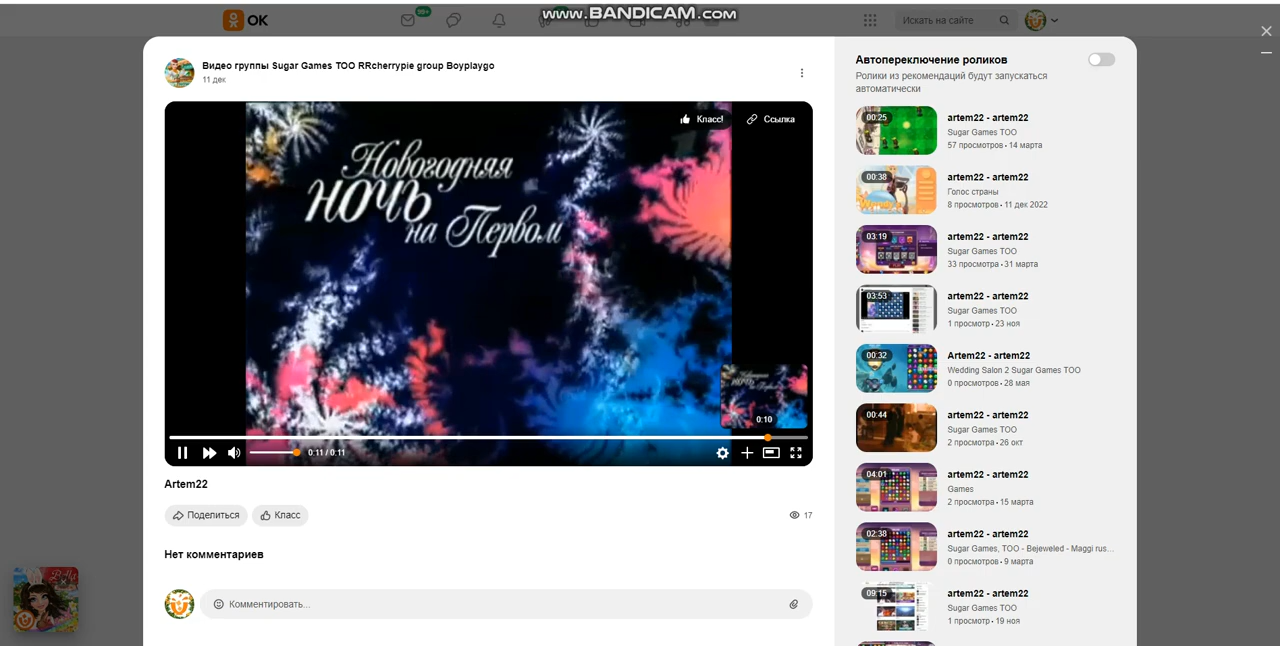 www.BANDICAM.com
OK
99+
Искать на сайте
Видео группы Sugar Games TOO RRcherrypie group Boyplaygo
11 дек
Класс!
Ссылка
Новогодняя
ночь
на Первом
0:10
0:11 / 0:11
Artem22
Поделиться
Класс
17
Нет комментариев
Комментировать...
Автопереключение роликов
Ролики из рекомендаций будут запускаться
автоматически
00:25
artem22 - artem22
Sugar Games TOO
57 просмотров • 14 марта
00:38
artem22 - artem22
Голос страны
8 просмотров • 11 дек 2022
03:19
artem22 - artem22
Sugar Games TOO
33 просмотра • 31 марта
03:53
artem22 - artem22
Sugar Games TOO
1 просмотр • 23 ноя
00:32
Artem22 - artem22
Wedding Salon 2 Sugar Games TOO
0 просмотров • 28 мая
00:44
artem22 - artem22
Sugar Games TOO
2 просмотра • 26 окт
04:01
artem22 - artem22
Games
2 просмотра • 15 марта
02:38
artem22 - artem22
Sugar Games, TOO - Bejeweled - Maggi rus...
0 просмотров • 9 марта
09:15
artem22 - artem22
Sugar Games TOO
1 просмотр • 19 ноя